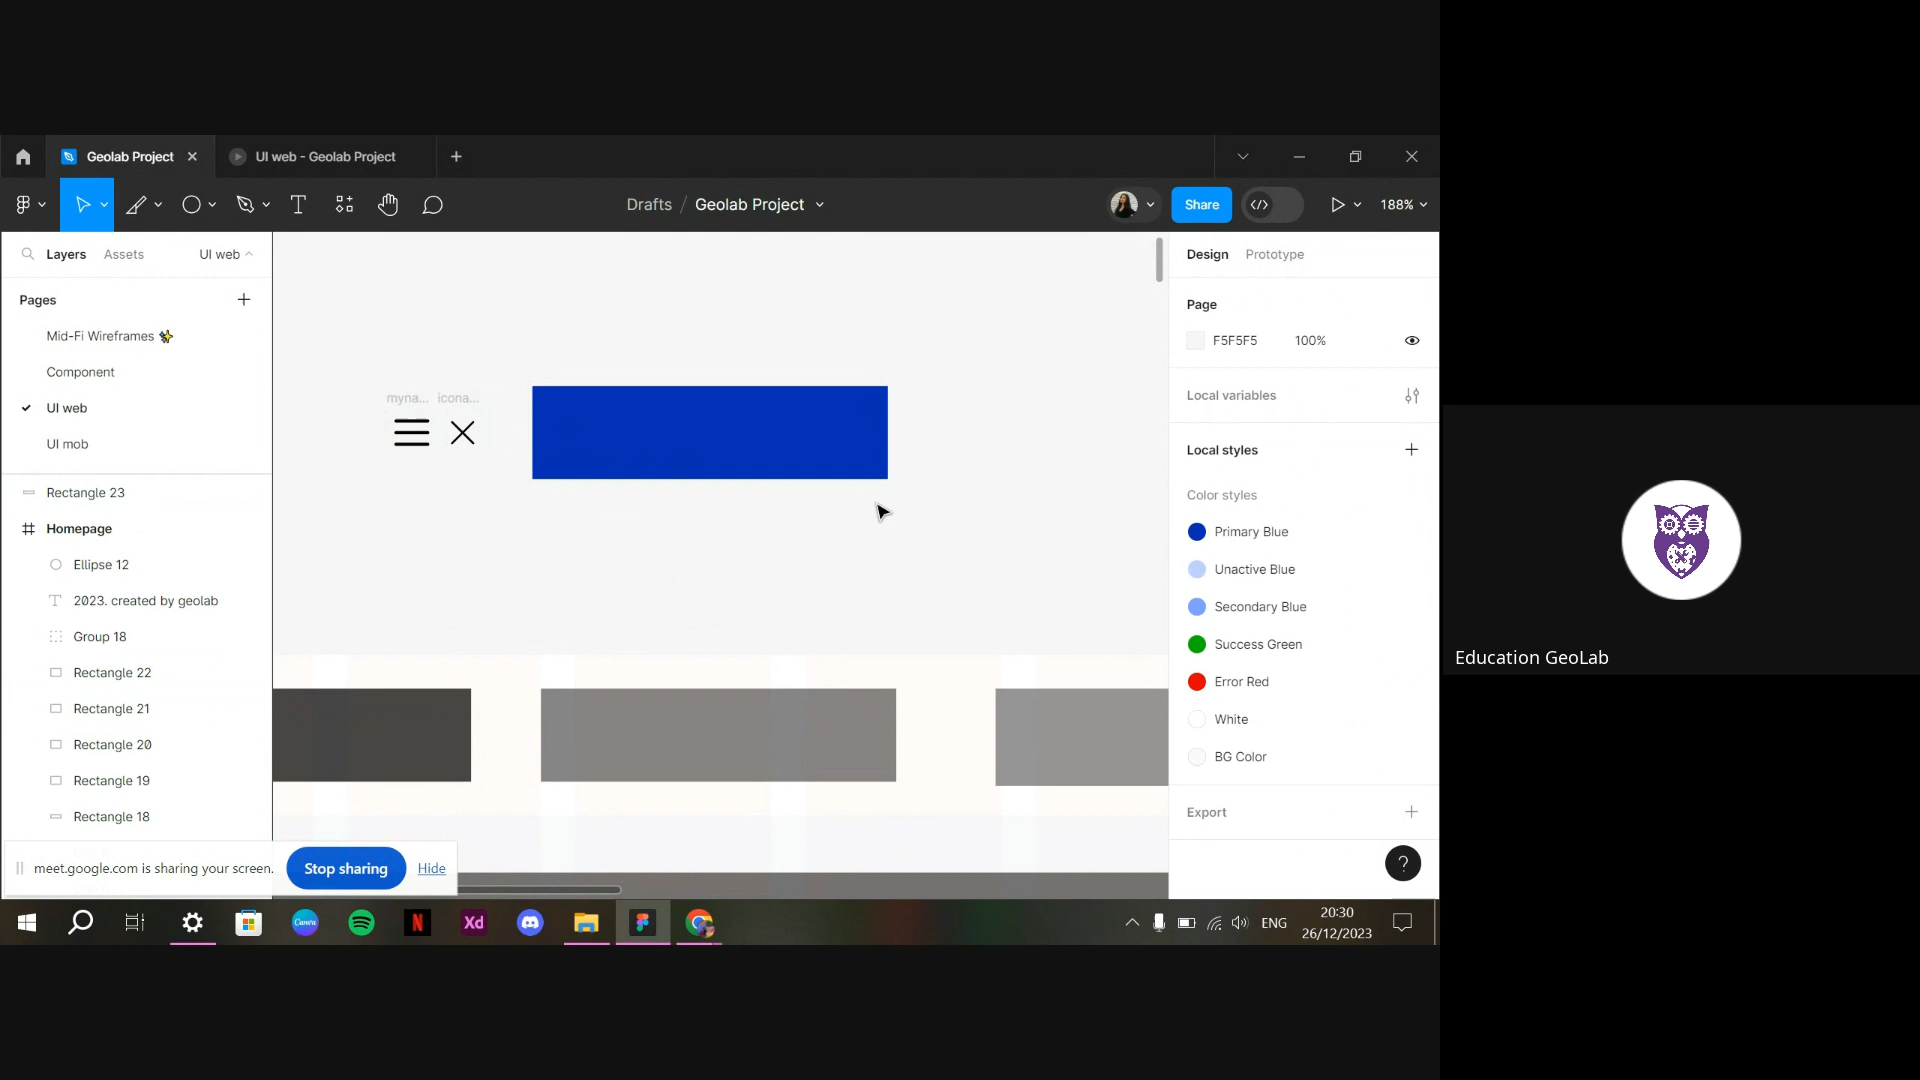 Geolab Project
UI web - Geolab Project
Drafts / Geolab Project
Share
188%
Layers
Assets
UI web
Pages
Mid-Fi Wireframes ✨
Component
UI web
UI mob
Rectangle 23
Homepage
Ellipse 12
2023. created by geolab
Group 18
Rectangle 22
Rectangle 21
Rectangle 20
Rectangle 19
Rectangle 18
myna... icona...
Design
Prototype
Page
F5F5F5
100%
Local variables
Local styles
Color styles
Primary Blue
Unactive Blue
Secondary Blue
Success Green
Error Red
White
BG Color
Export
?
meet.google.com is sharing your screen.
Stop sharing
Hide
Canva
N
Xd
ENG
20:30
26/12/2023
Education GeoLab